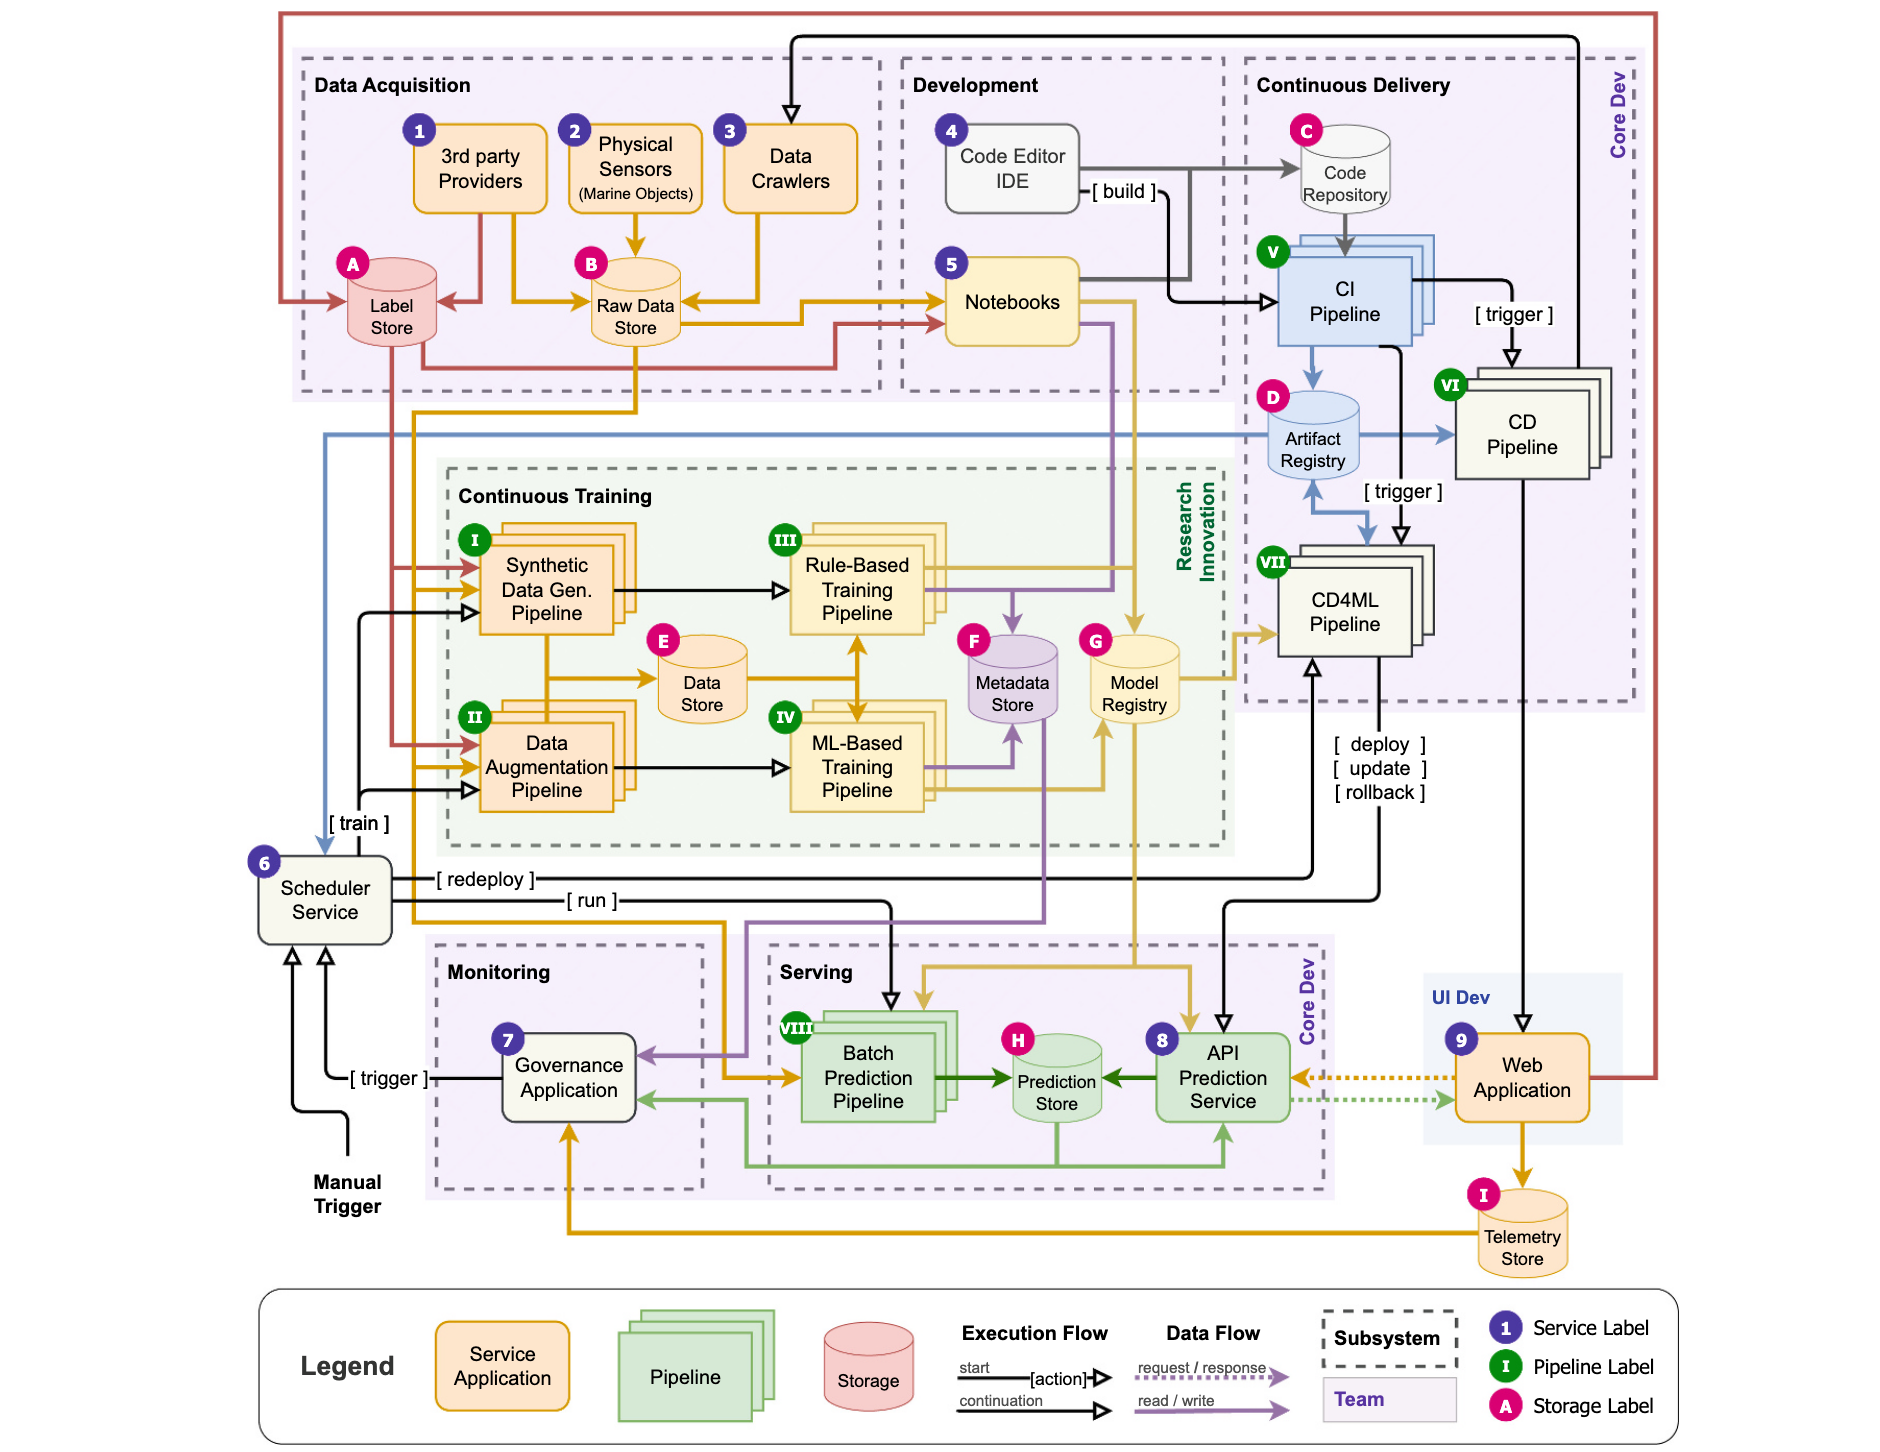 Data Acquisition
Development
Continuous Delivery
Core Dev
1
3rd party
Providers
2
Physical
Sensors
(Marine Objects)
3
Data
Crawlers
4
Code Editor
IDE
[ build ]
C
Code
Repository
A
Label
Store
B
Raw Data
Store
5
Notebooks
V
CI
Pipeline
[ trigger ]
D
Artifact
Registry
VI
CD
Pipeline
[ trigger ]
Continuous Training
Research
Innovation
I
Synthetic
Data Gen.
Pipeline
III
Rule-Based
Training
Pipeline
VII
CD4ML
Pipeline
E
Data
Store
F
Metadata
Store
G
Model
Registry
II
Data
Augmentation
Pipeline
IV
ML-Based
Training
Pipeline
[ deploy ]
[ update ]
[ rollback ]
[ train ]
6
Scheduler
Service
[ redeploy ]
[ run ]
Monitoring
Serving
Core Dev
UI Dev
7
Governance
Application
[ trigger ]
VIII
Batch
Prediction
Pipeline
H
Prediction
Store
8
API
Prediction
Service
9
Web
Application
Manual
Trigger
I
Telemetry
Store
Legend
Service
Application
Pipeline
Storage
Execution Flow
start
[action]
continuation
Data Flow
request / response
read / write
Subsystem
Team
1 Service Label
I Pipeline Label
A Storage Label